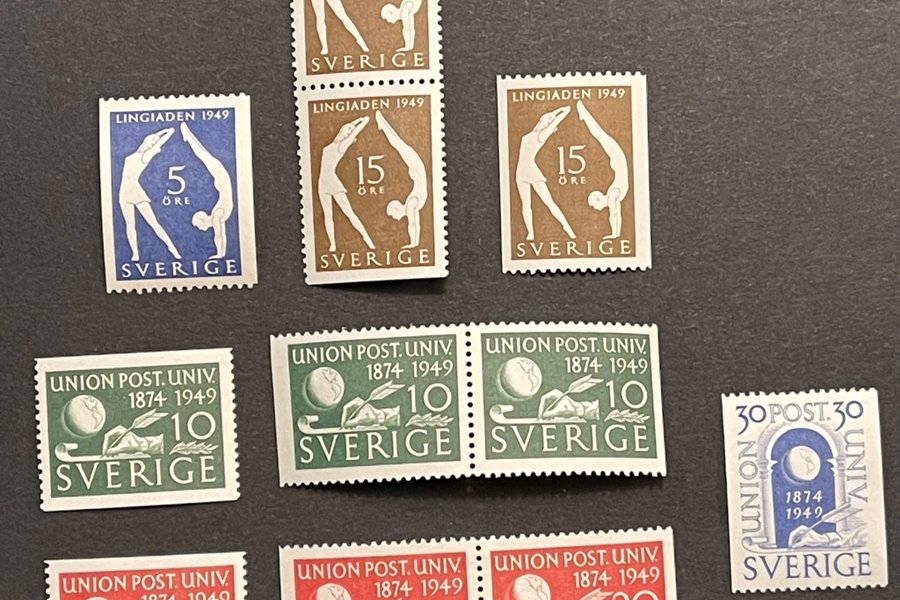 SVERIGE
LINGIADEN 1949
5
ÖRE
SVERIGE
LINGIADEN 1949
15
ÖRE
SVERIGE
LINGIADEN 1949
15
ÖRE
SVERIGE
UNION POST. UNIV.
1874 1949
10
SVERIGE
UNION POST. UNIV.
1874 1949
10
SVERIGE
UNION POST. UNIV.
1874 1949
10
SVERIGE
30 POST. 30
UNION
UNIV.
1874
1949
SVERIGE
UNION POST. UNIV.
1874 1949
UNION POST. UNIV.
1874 1949
UNION POST. UNIV.
1874 1949